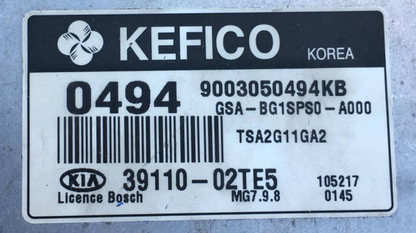 KEFICO KOREA
0494 9003050494KB
GSA-BG1SPS0-A000
TSA2G11GA2
KIA 39110-02TE5 105217
Licence Bosch MG7.9.8 0145